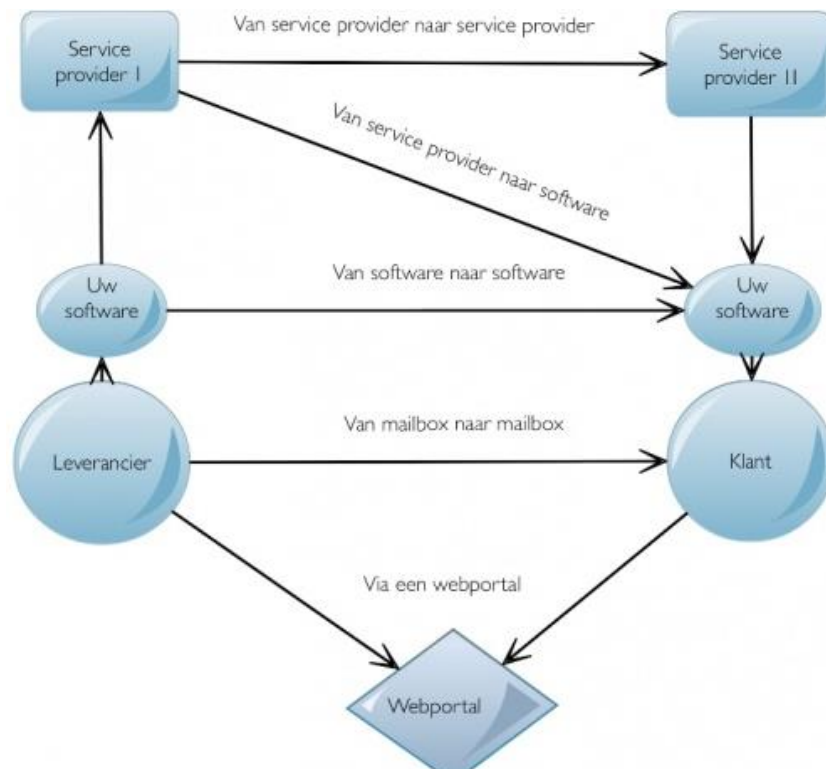 Van service provider naar service provider
Service
provider I
Service
provider II
Van service provider naar software
Uw
software
Van software naar software
Uw
software
Van mailbox naar mailbox
Leverancier
Klant
Via een webportal
Webportal